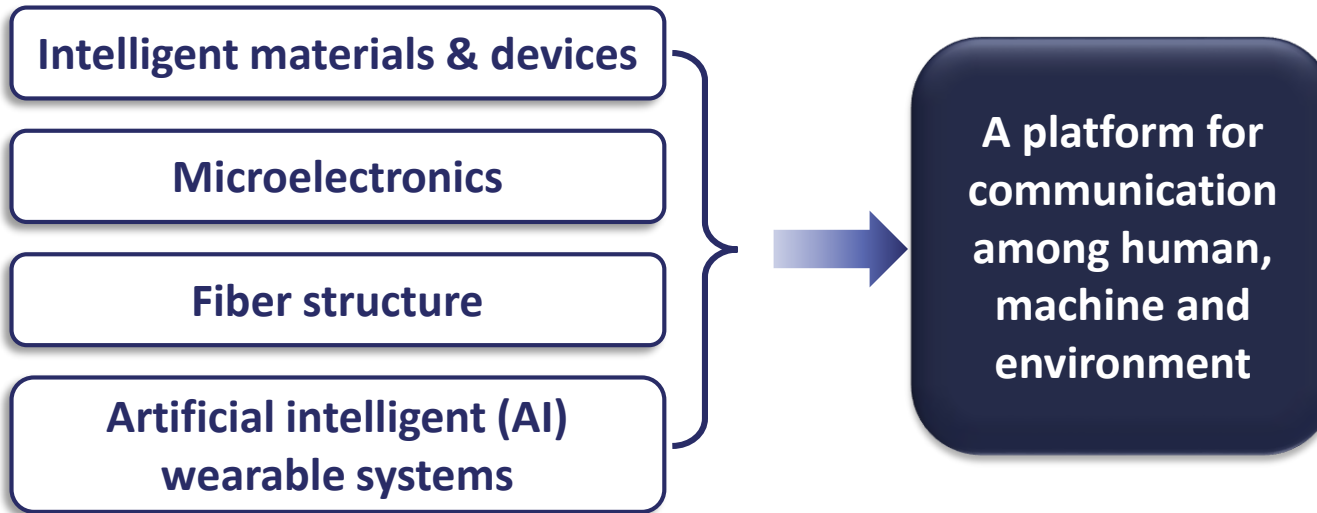 Intelligent materials & devices
Microelectronics
Fiber structure
Artificial intelligent (AI)
wearable systems
A platform for
communication
among human,
machine and
environment